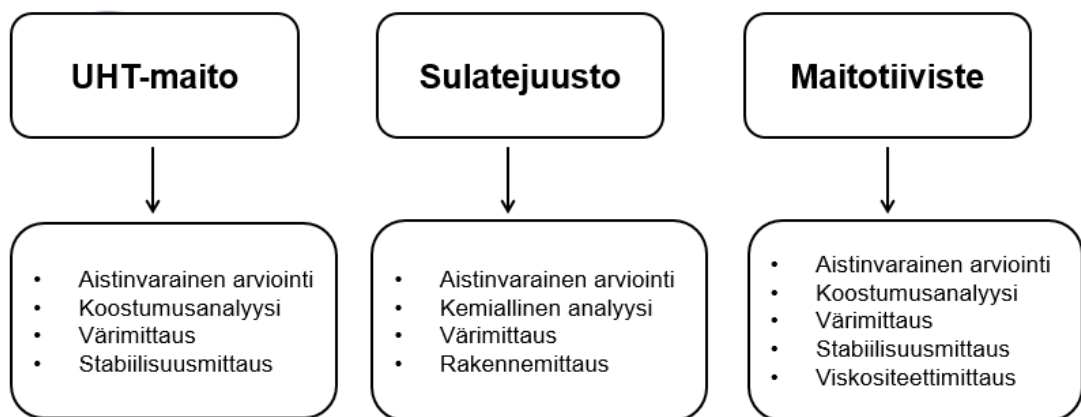 UHT-maito
Sulatejuusto
Maitotiiviste
• Aistinvarainen arviointi
• Koostumusanalyysi
• Värimittaus
• Stabiilisuusmittaus
• Aistinvarainen arviointi
• Kemiallinen analyysi
• Värimittaus
• Rakennemittaus
• Aistinvarainen arviointi
• Koostumusanalyysi
• Värimittaus
• Stabiilisuusmittaus
• Viskositeettimittaus